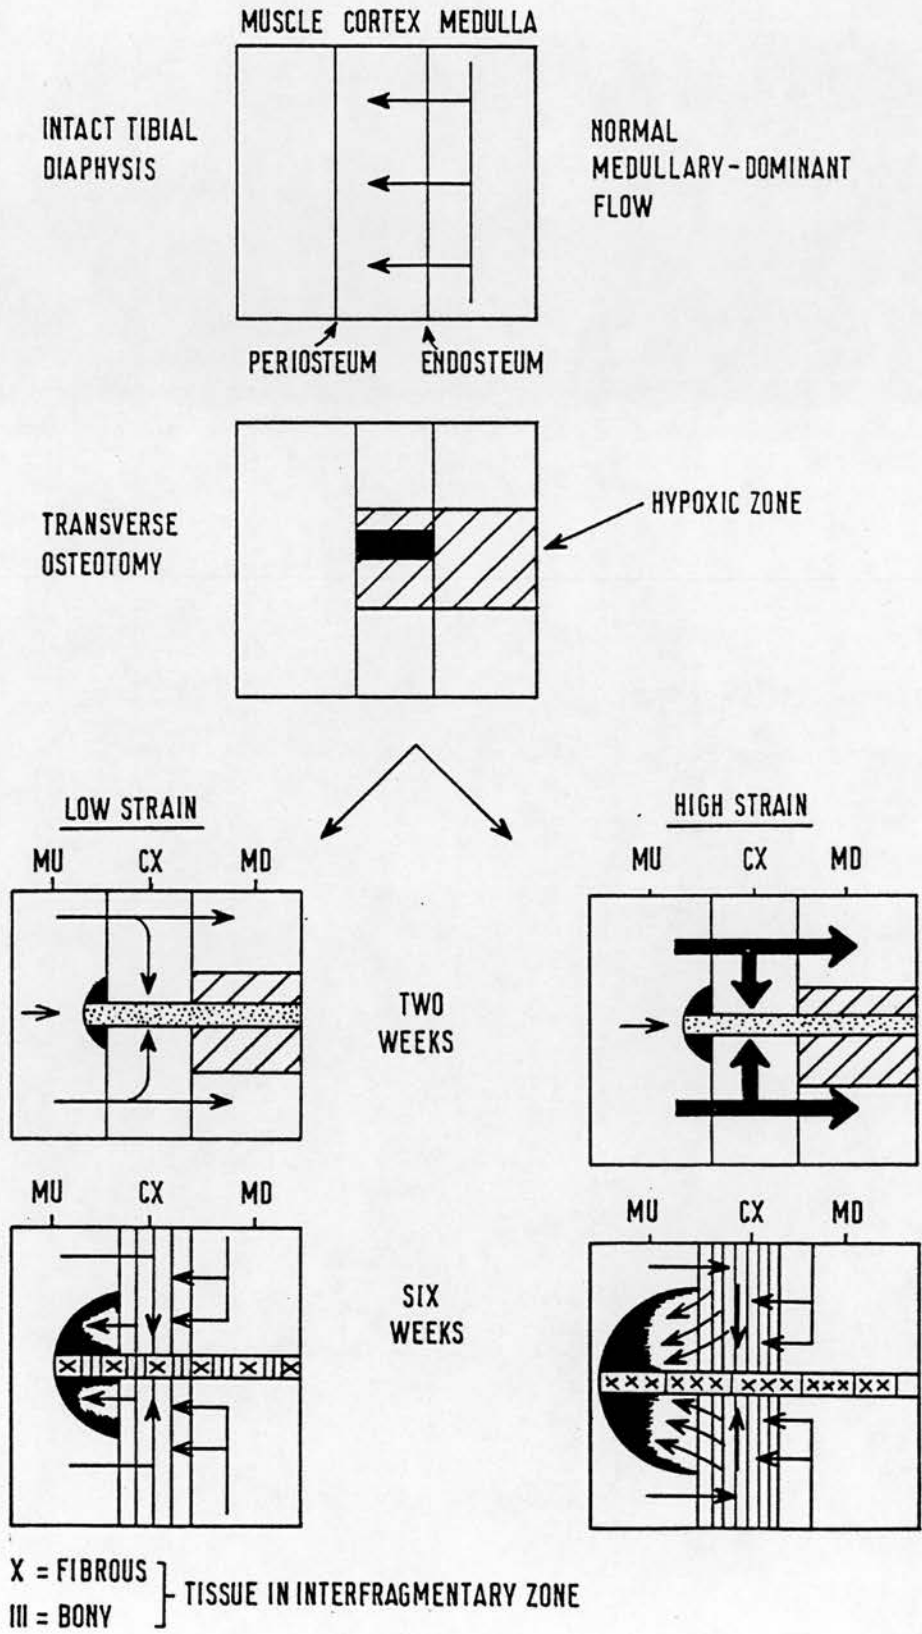 MUSCLE CORTEX MEDULLA
INTACT TIBIAL
DIAPHYSIS
NORMAL
MEDULLARY-DOMINANT
FLOW
PERIOSTEUM ENDOSTEUM
TRANSVERSE
OSTEOTOMY
HYPOXIC ZONE
LOW STRAIN
HIGH STRAIN
MU CX MD
MU CX MD
TWO
WEEKS
MU CX MD
MU CX MD
SIX
WEEKS
X X X X X
X X X X X X X X X X X X X X
X = FIBROUS
III = BONY
TISSUE IN INTERFRAGMENTARY ZONE